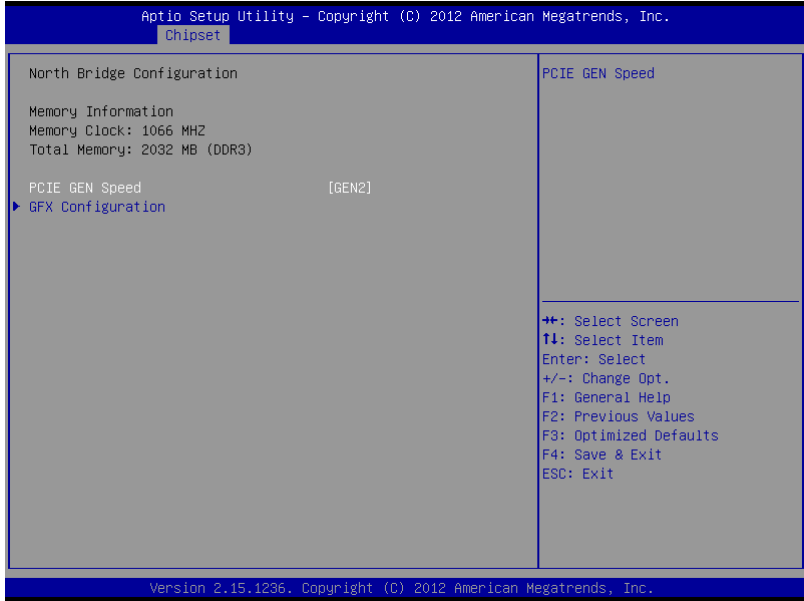 Aptio Setup Utility – Copyright (C) 2012 American Megatrends, Inc.
Chipset
North Bridge Configuration
Memory Information
Memory Clock: 1066 MHZ
Total Memory: 2032 MB (DDR3)
PCIE GEN Speed [GEN2]
GFX Configuration
PCIE GEN Speed
→←: Select Screen
↑↓: Select Item
Enter: Select
+/-: Change Opt.
F1: General Help
F2: Previous Values
F3: Optimized Defaults
F4: Save & Exit
ESC: Exit
Version 2.15.1236. Copyright (C) 2012 American Megatrends, Inc.